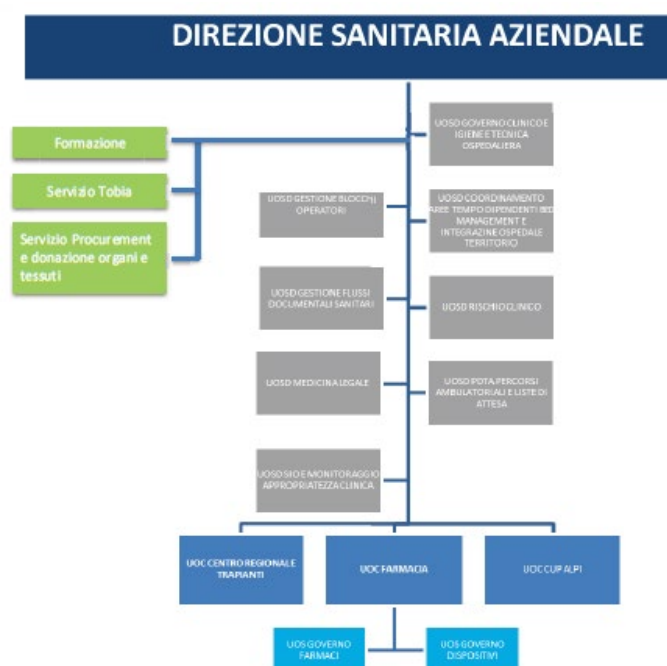 DIREZIONE SANITARIA AZIENDALE
Formazione
Servizio Tobia
Servizio Procurement
e donazione organi e
tessuti
UOSD GOVERNO CLINICO E
IGIENE E TECNICA
OSPEDALIERA
UOSD GESTIONE BLOCCHI
OPERATORI
UOSD COORDINAMENTO
AREE TEMPO DIPENDENTI BED
MANAGEMENT E
INTEGRAZINE OSPEDALE
TERRITORIO
UOSD GESTIONE FLUSSI
DOCUMENTALI SANITARI
UOSD RISCHIO CLINICO
UOSD MEDICINA LEGALE
UOSD PDTA PERCORSI
AMBULATORIALI E LISTE DI
ATTESA
UOSD SIO E MONITORAGGIO
APPROPRIATEZZA CLINICA
UOC CENTRO REGIONALE
TRAPIANTI
UOC FARMACIA
UOC CUP ALPI
UOS GOVERNO
FARMACI
UOS GOVERNO
DISPOSITIVI